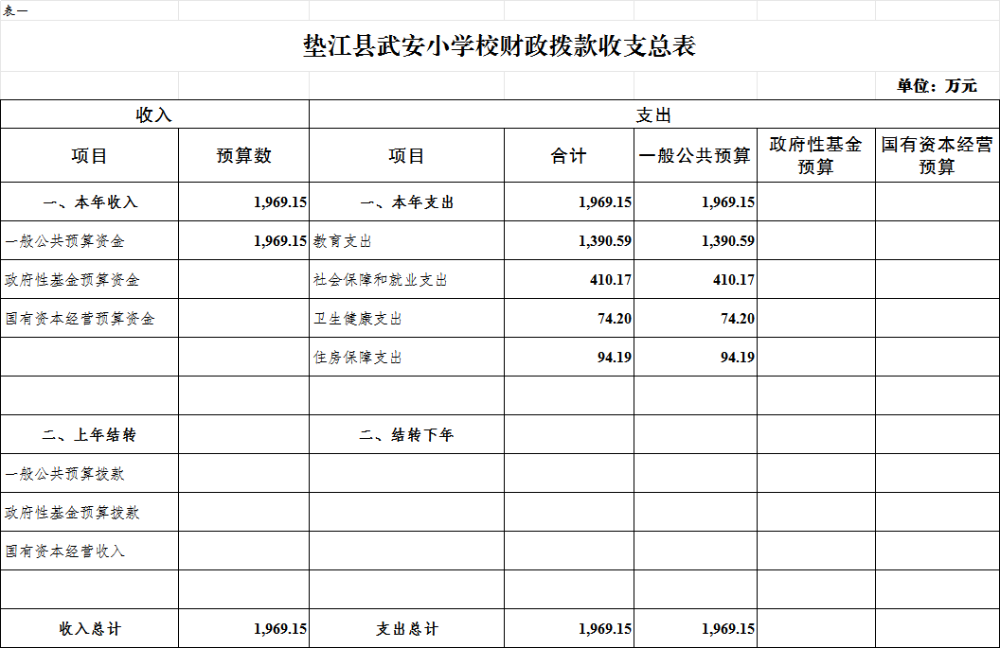 表一
垫江县武安小学校财政拨款收支总表
单位：万元
收入 支出
项目 预算数 项目 合计 一般公共预算 政府性基金预算 国有资本经营预算
一、本年收入 1,969.15 一、本年支出 1,969.15 1,969.15
一般公共预算资金 1,969.15 教育支出 1,390.59 1,390.59
政府性基金预算资金 社会保障和就业支出 410.17 410.17
国有资本经营预算资金 卫生健康支出 74.20 74.20
住房保障支出 94.19 94.19
二、上年结转 二、结转下年
一般公共预算拨款
政府性基金预算拨款
国有资本经营收入
收入总计 1,969.15 支出总计 1,969.15 1,969.15